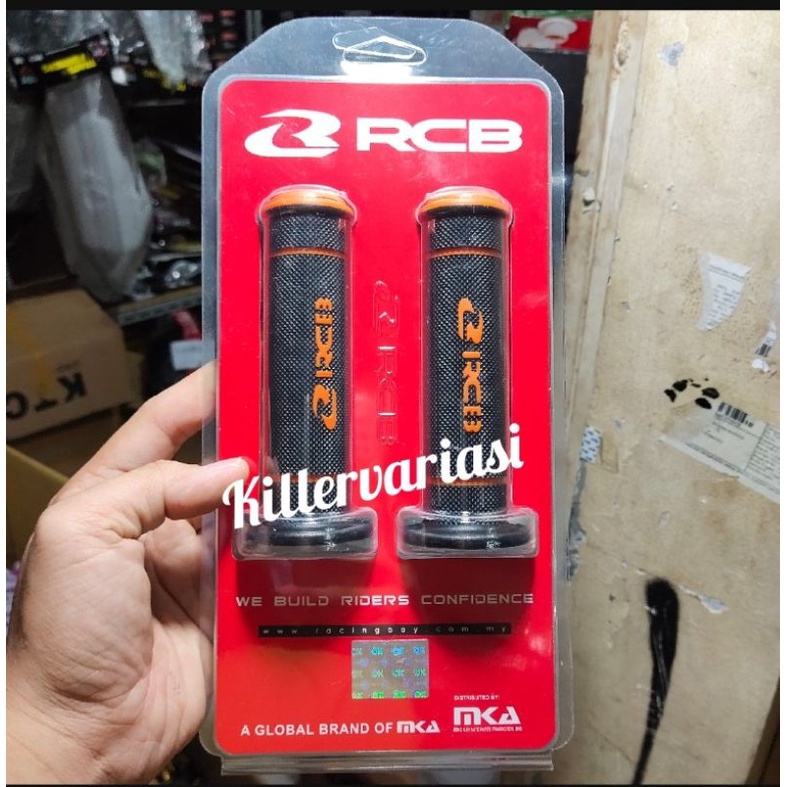 RCB
RCB
RCB
RCB
Killervariasi
WE BUILD RIDERS CONFIDENCE
www.racingboy.com.my
DISTRIBUTED BY:
MKA
A GLOBAL BRAND OF MKA
KTC